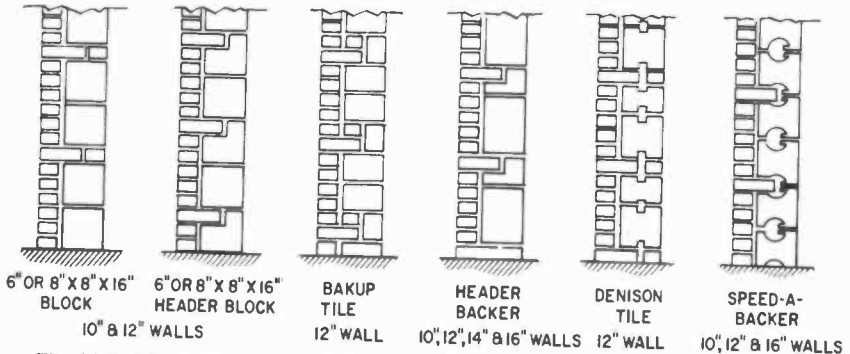 6" OR 8" X 8" X 16"
BLOCK
6" OR 8" X 8" X 16"
HEADER BLOCK
10" & 12" WALLS
BAKUP
TILE
12" WALL
HEADER
BACKER
10", 12", 14" & 16" WALLS
DENISON
TILE
12" WALL
SPEED-A-
BACKER
10", 12" & 16" WALLS